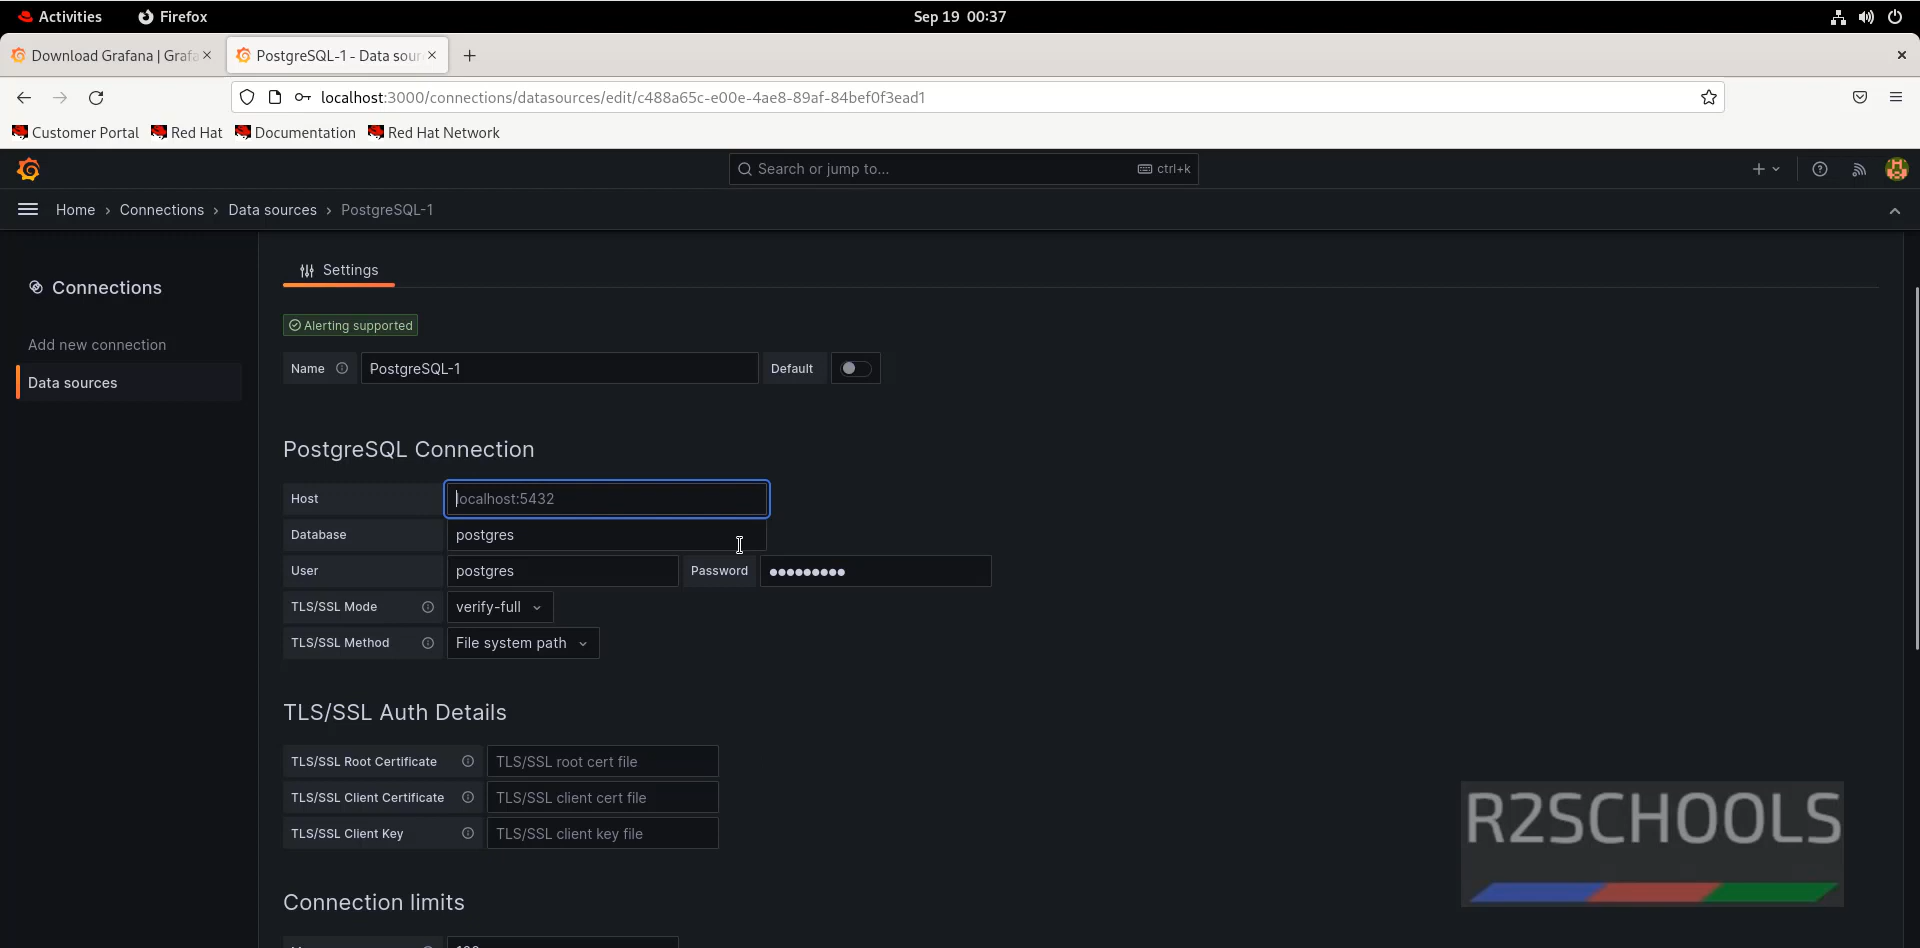 Activities Firefox Sep 19 00:37
Download Grafana | Grafa PostgreSQL-1 - Data sour
localhost:3000/connections/datasources/edit/c488a65c-e00e-4ae8-89af-84bef0f3ead1
Customer Portal Red Hat Documentation Red Hat Network
Search or jump to... ctrl+k
Home › Connections › Data sources › PostgreSQL-1
Settings
Connections
Alerting supported
Add new connection
Name PostgreSQL-1 Default
Data sources
PostgreSQL Connection
Host localhost:5432
Database postgres
User postgres Password •••••••••
TLS/SSL Mode verify-full
TLS/SSL Method File system path
TLS/SSL Auth Details
TLS/SSL Root Certificate TLS/SSL root cert file
TLS/SSL Client Certificate TLS/SSL client cert file
TLS/SSL Client Key TLS/SSL client key file
R2SCHOOLS
Connection limits